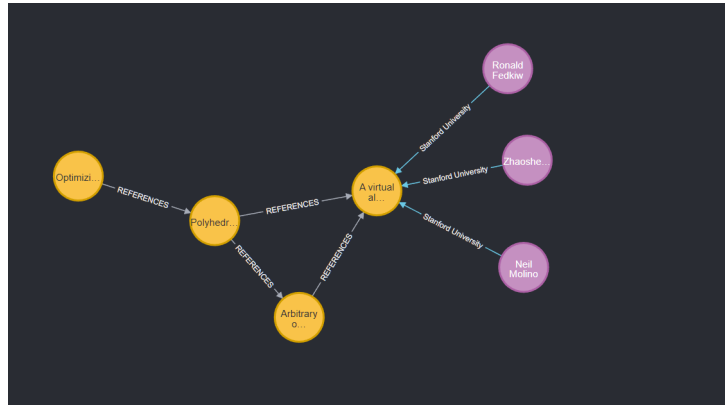 Ronald
Fedkiw
Stanford University
Zhaoshe...
Stanford University
A virtual
al...
Optimizi...
REFERENCES
REFERENCES
Polyhedr...
Stanford University
REFERENCES
REFERENCES
Neil
Molino
Arbitrary
o...